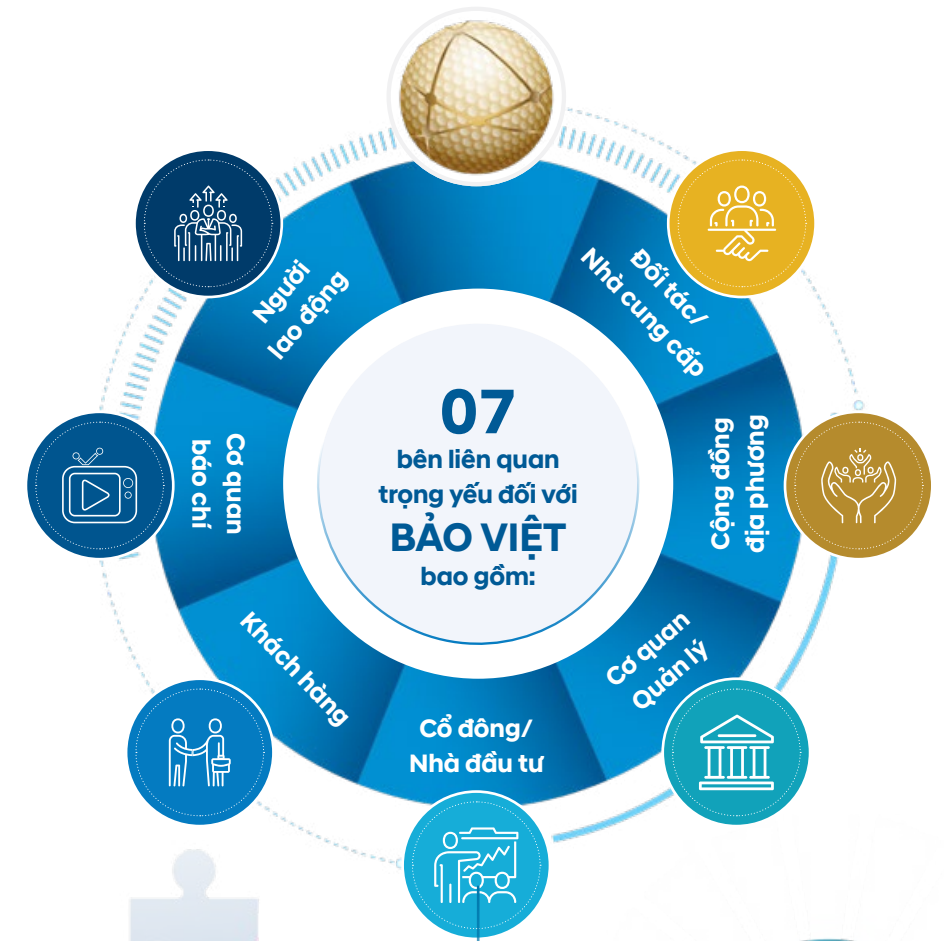 07
bên liên quan
trọng yếu đối với
BẢO VIỆT
bao gồm:
Đối tác/
Nhà cung cấp
Cộng đồng
địa phương
Cơ quan
Quản lý
Cổ đông/
Nhà đầu tư
Khách hàng
Cơ quan
báo chí
Người
lao động